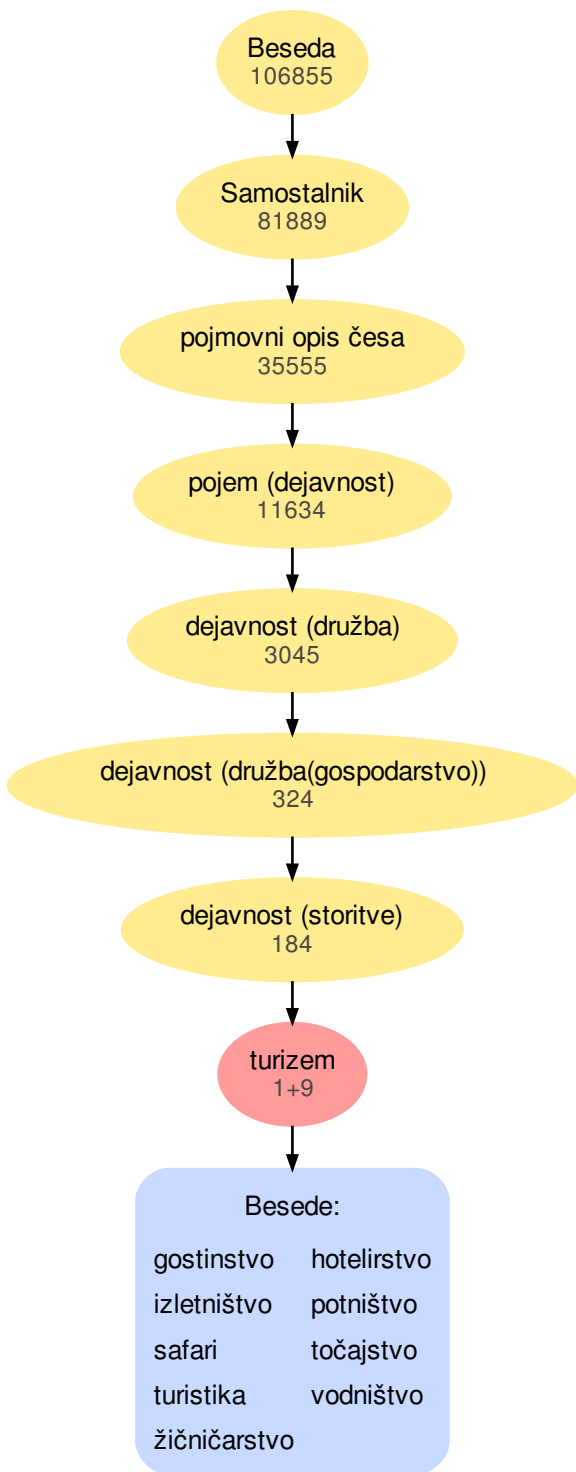 Beseda
106855
Samostalnik
81889
pojmovni opis česa
35555
pojem (dejavnost)
11634
dejavnost (družba)
3045
dejavnost (družba(gospodarstvo))
324
dejavnost (storitve)
184
turizem
1+9
Besede:
gostinstvo hotelirstvo
izletništvo potništvo
safari točajstvo
turistika vodništvo
žičničarstvo